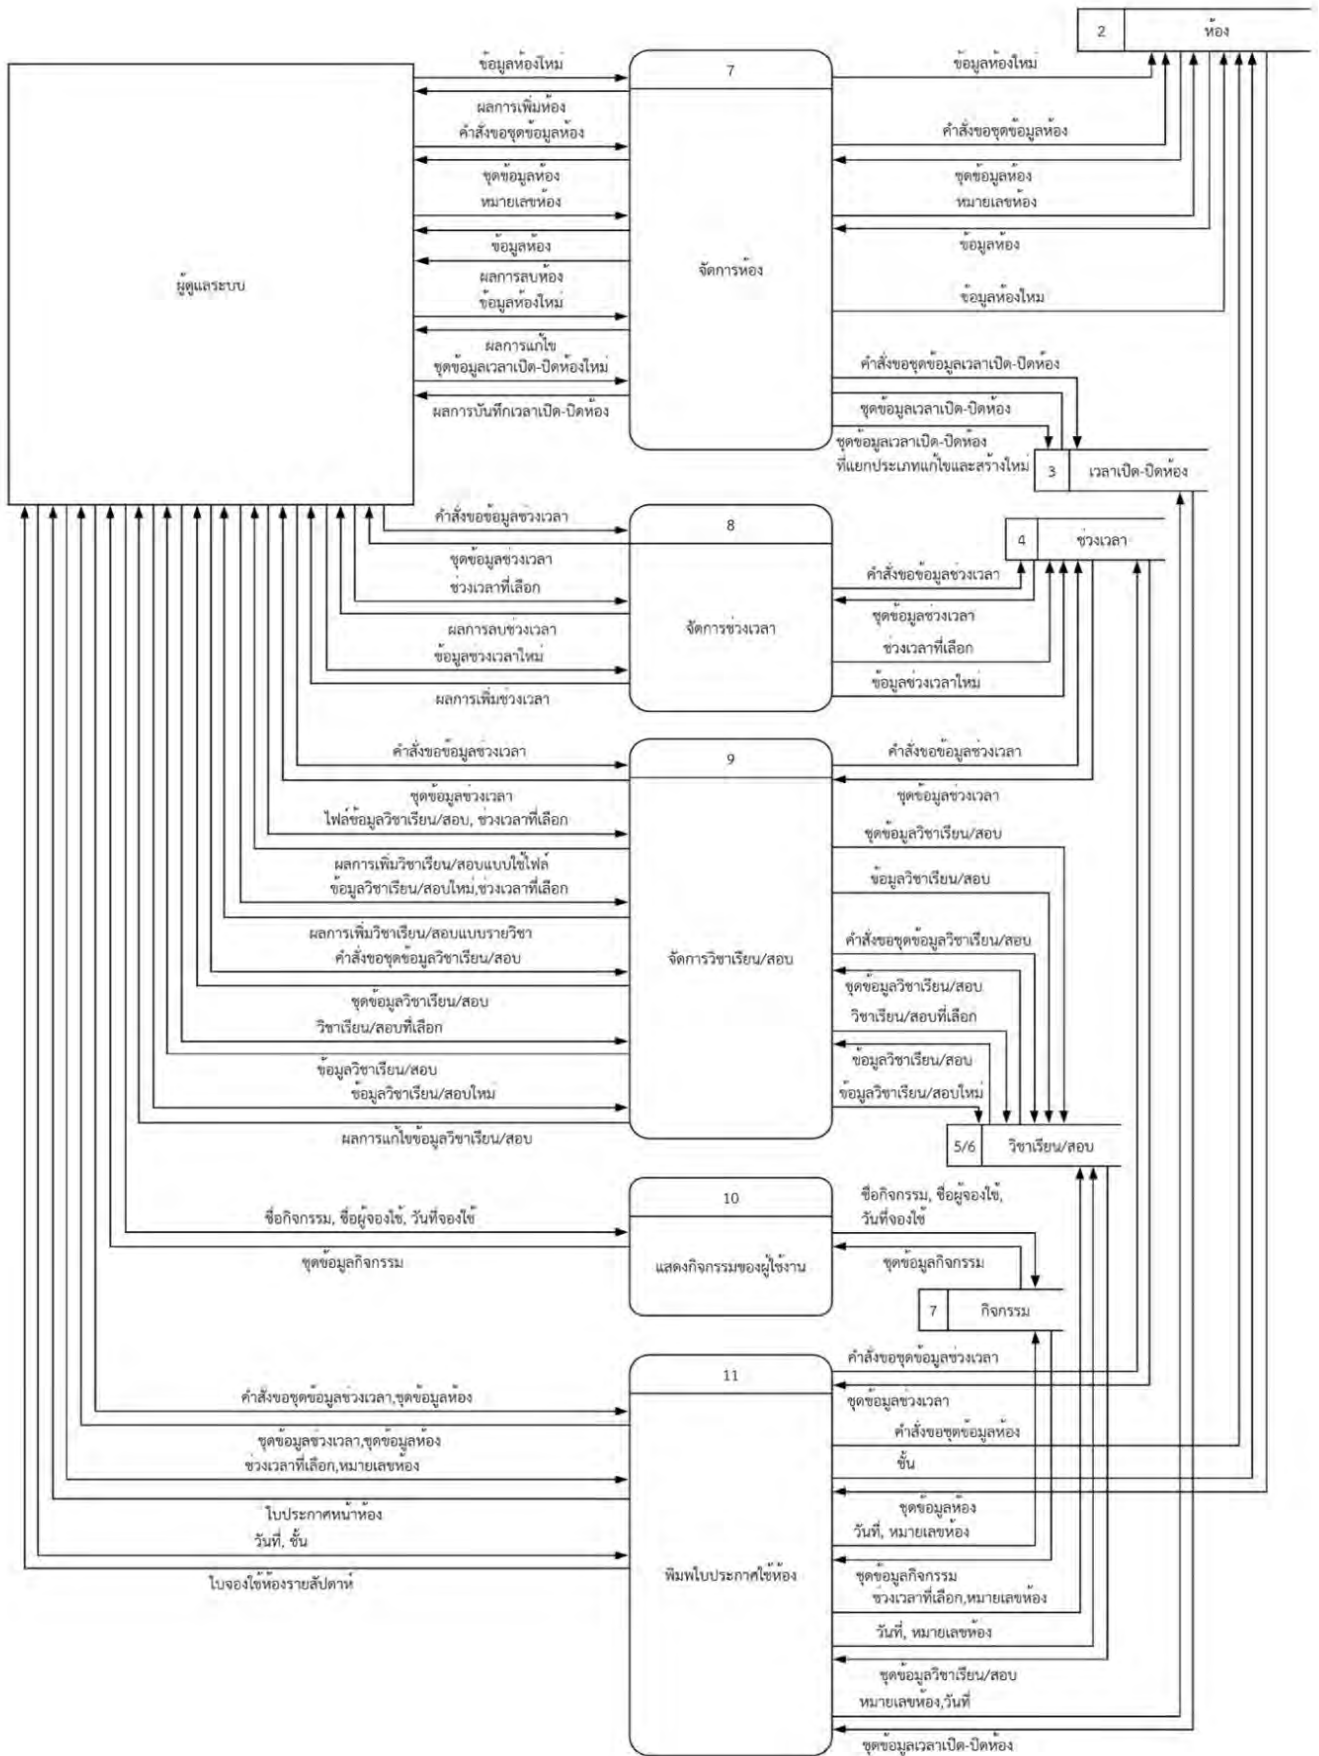 2
ห้อง
ข้อมูลห้องใหม่
7
ข้อมูลห้องใหม่
ผลการเพิ่มห้อง
คำสั่งขอชุดข้อมูลห้อง
คำสั่งขอชุดข้อมูลห้อง
ชุดข้อมูลห้อง
ชุดข้อมูลห้อง
หมายเลขห้อง
หมายเลขห้อง
ข้อมูลห้อง
ข้อมูลห้อง
ผู้ดูแลระบบ
จัดการห้อง
ผลการลบห้อง
ข้อมูลห้องใหม่
ข้อมูลห้องใหม
ผลการแก้ไข
ชุดข้อมูลเวลาเปิด-ปิดห้องใหม่
คำสั่งขอชุดข้อมูลเวลาเปิด-ปิดห้อง
ผลการบันทึกเวลาเปิด-ปิดห้อง
ชุดข้อมูลเวลาเปิด-ปิดห้อง
ชุดข้อมูลเวลาเปิด-ปิดห้อง
ที่แยกประเภทแก้ไขและสร้างใหม่
3
เวลาเปิด-ปิดห้อง
คำสั่งขอข้อมูลช่วงเวลา
8
4
ช่วงเวลา
ชุดข้อมูลช่วงเวลา
คำสั่งขอข้อมูลช่วงเวลา
ช่วงเวลาที่เลือก
ชุดข้อมูลช่วงเวลา
ผลการลบช่วงเวลา
จัดการช่วงเวลา
ช่วงเวลาที่เลือก
ข้อมูลช่วงเวลาใหม่
ข้อมูลช่วงเวลาใหม่
ผลการเพิ่มช่วงเวลา
คำสั่งขอข้อมูลช่วงเวลา
9
คำสั่งขอข้อมูลช่วงเวลา
ชุดข้อมูลช่วงเวลา
ชุดข้อมูลช่วงเวลา
ไฟล์ข้อมูลวิชาเรียน/สอบ, ช่วงเวลาที่เลือก
ชุดข้อมูลวิชาเรียน/สอบ
ผลการเพิ่มวิชาเรียน/สอบแบบใช้ไฟล์
ข้อมูลวิชาเรียน/สอบใหม่,ช่วงเวลาที่เลือก
ข้อมูลวิชาเรียน/สอบ
ผลการเพิ่มวิชาเรียน/สอบแบบรายวิชา
คำสั่งขอชุดข้อมูลวิชาเรียน/สอบ
คำสั่งขอชุดข้อมูลวิชาเรียน/สอบ
จัดการวิชาเรียน/สอบ
ชุดข้อมูลวิชาเรียน/สอบ
ชุดข้อมูลวิชาเรียน/สอบ
วิชาเรียน/สอบที่เลือก
วิชาเรียน/สอบที่เลือก
ข้อมูลวิชาเรียน/สอบ
ข้อมูลวิชาเรียน/สอบ
ข้อมูลวิชาเรียน/สอบใหม่
ข้อมูลวิชาเรียน/สอบใหม่
ผลการแก้ไขข้อมูลวิชาเรียน/สอบ
5/6
วิชาเรียน/สอบ
10
ชื่อกิจกรรม, ชื่อผู้จองใช้,
วันที่จองใช้
ชื่อกิจกรรม, ชื่อผู้จองใช้, วันที่จองใช้
ชุดข้อมูลกิจกรรม
แสดงกิจกรรมของผู้ใช้งาน
ชุดข้อมูลกิจกรรม
7
กิจกรรม
11
คำสั่งขอชุดข้อมูลช่วงเวลา
คำสั่งขอชุดข้อมูลช่วงเวลา,ชุดข้อมูลห้อง
ชุดข้อมูลช่วงเวลา
ชุดข้อมูลช่วงเวลา,ชุดข้อมูลห้อง
คำสั่งขอชุดข้อมูลห้อง
ช่วงเวลาที่เลือก,หมายเลขห้อง
ชั้น
ใบประกาศหน้าห้อง
ชุดข้อมูลห้อง
วันที่, ชั้น
วันที่, หมายเลขห้อง
ใบจองใช้ห้องรายสัปดาห์
พิมพ์ใบประกาศใช้ห้อง
ชุดข้อมูลกิจกรรม
ช่วงเวลาที่เลือก,หมายเลขห้อง
วันที่, หมายเลขห้อง
ชุดข้อมูลวิชาเรียน/สอบ
หมายเลขห้อง,วันที่
ชุดข้อมูลเวลาเปิด-ปิดห้อง